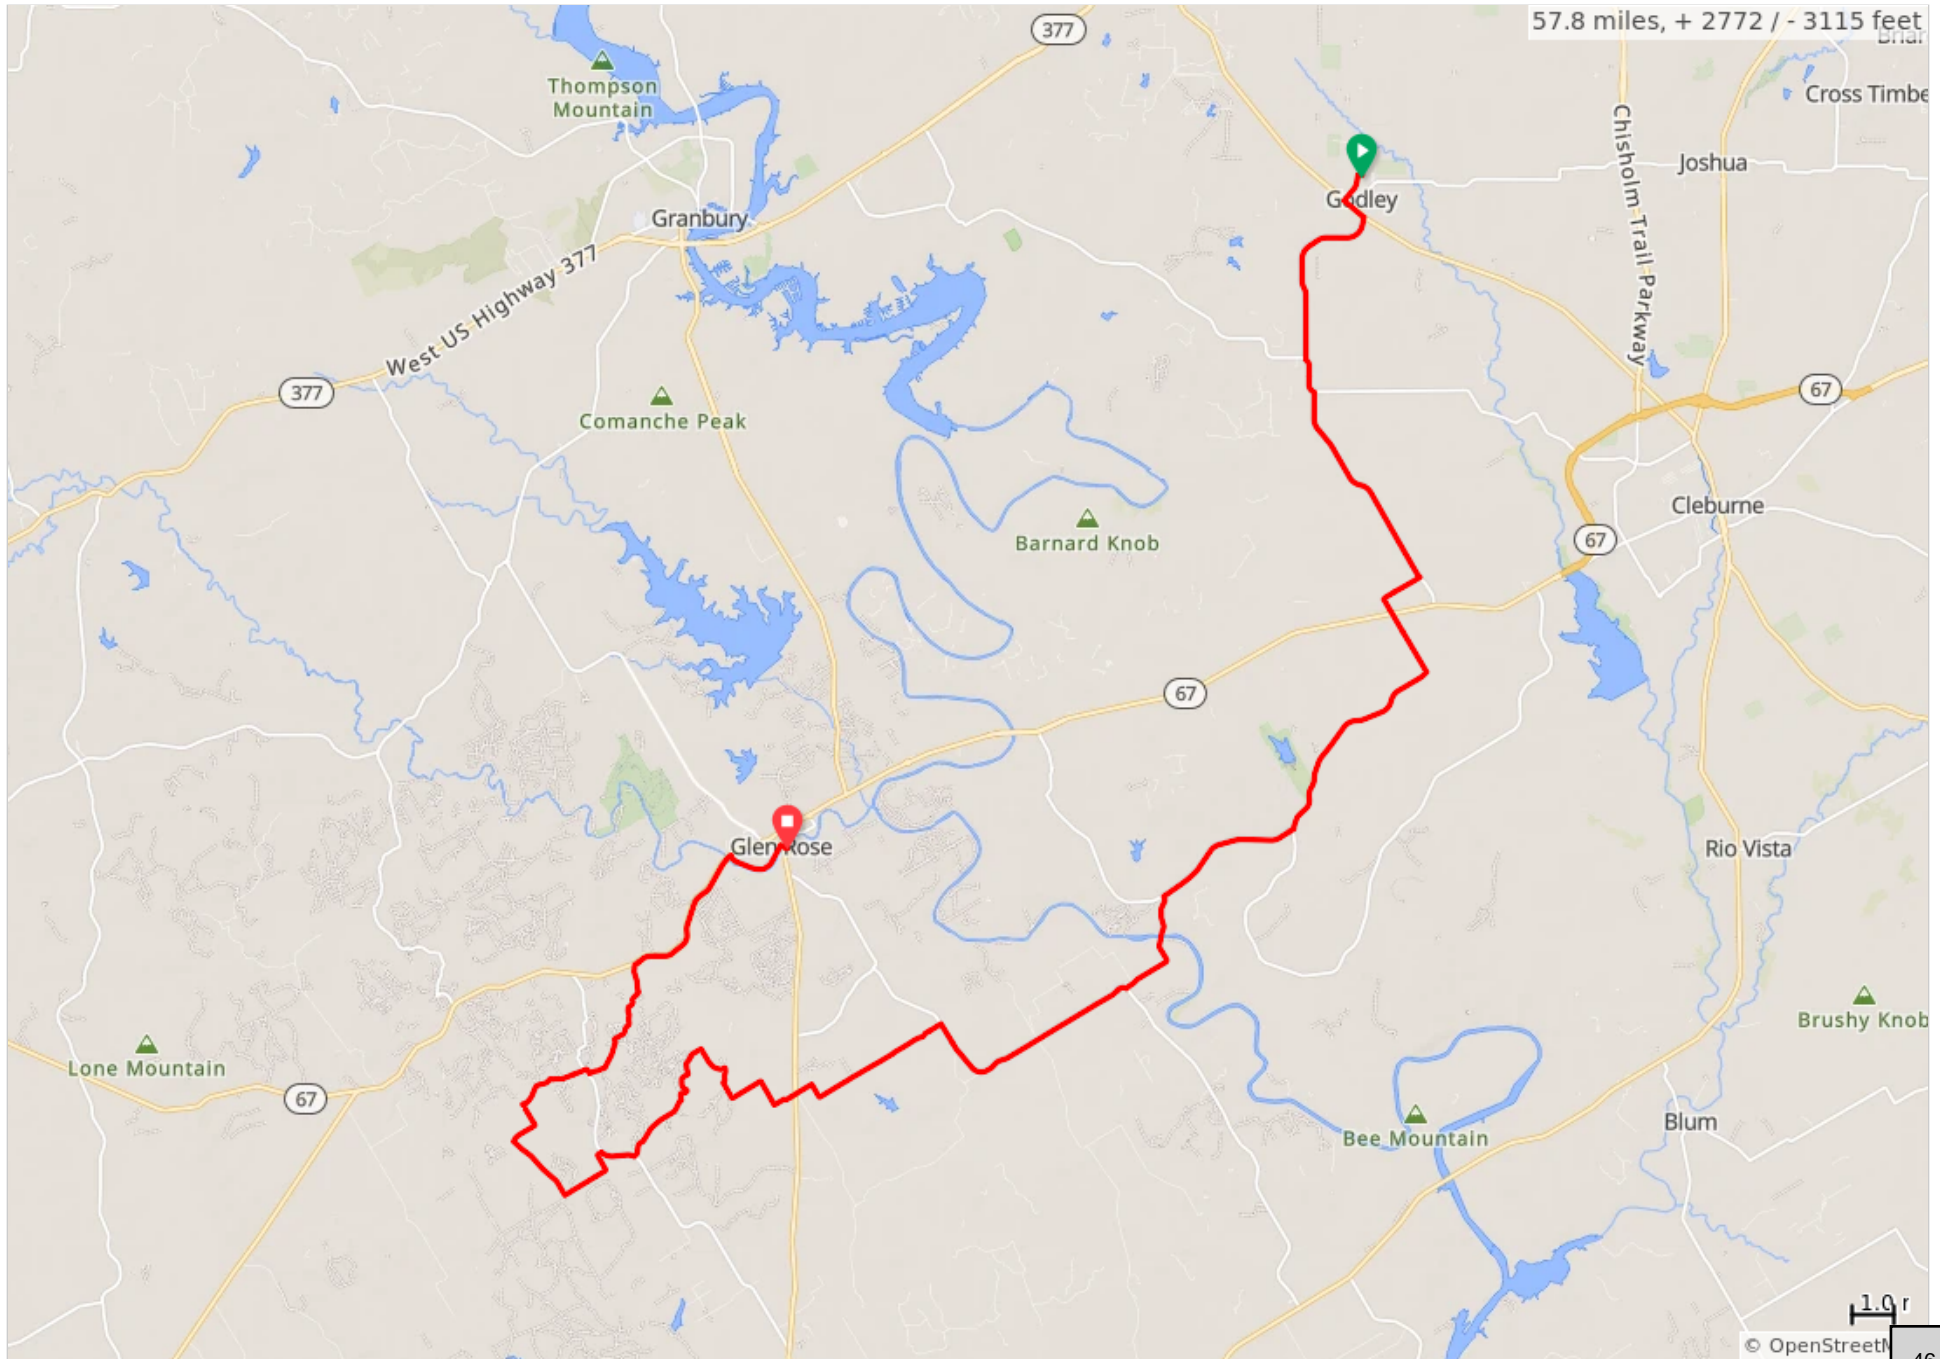 57.8 miles, + 2772 / - 3115 feet
377
Briar
Thompson
Mountain
Cross Timbe
Chisholm Trail Parkway
Joshua
Godley
Granbury
West US Highway 377
377
67
Comanche Peak
Cleburne
Barnard Knob
67
67
Glen Rose
Rio Vista
Brushy Knob
Lone Mountain
67
Bee Mountain
Blum
1.0 r
© OpenStreetM